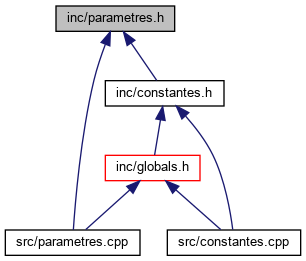 inc/parametres.h
inc/constantes.h
inc/globals.h
src/parametres.cpp
src/constantes.cpp